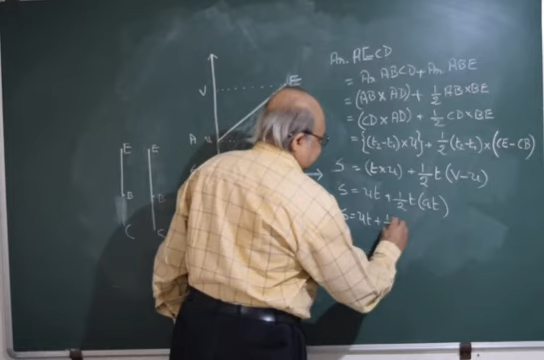 Ar. AECD
= Ar ABCD + Ar. ABE
= (AB×AD) + 1/2 AB×BE
= (CD×AD) + 1/2 CD×BE
= {(t₂-t₁)×u} + 1/2 (t₂-t₁)×(CE-CB)
S = (t×u) + 1/2 t (v-u)
S = ut + 1/2 t(at)
S = ut + 1
V
E
A u
E
B
C
E
B